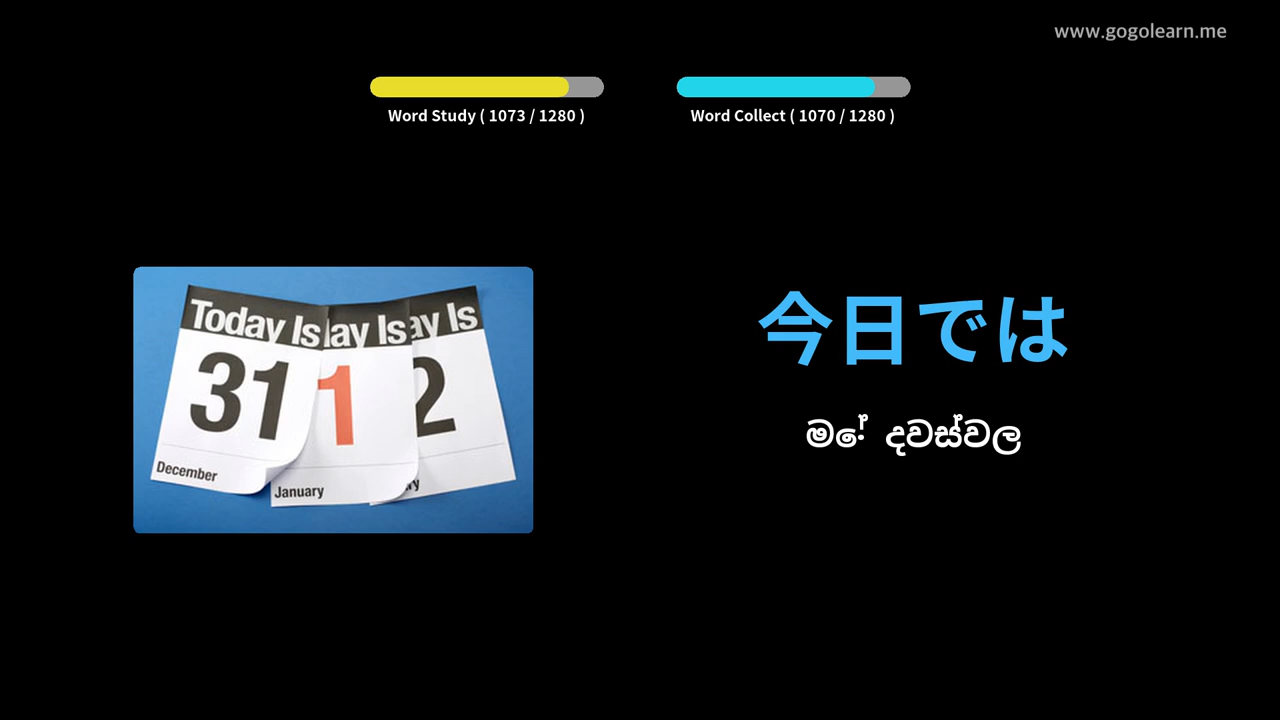 www.gogolearn.me
Word Study ( 1073 / 1280 )
Word Collect ( 1070 / 1280 )
Today Is
ay Is
ay Is
31
1
2
December
January
ry
今日では
මේ දවස්වල